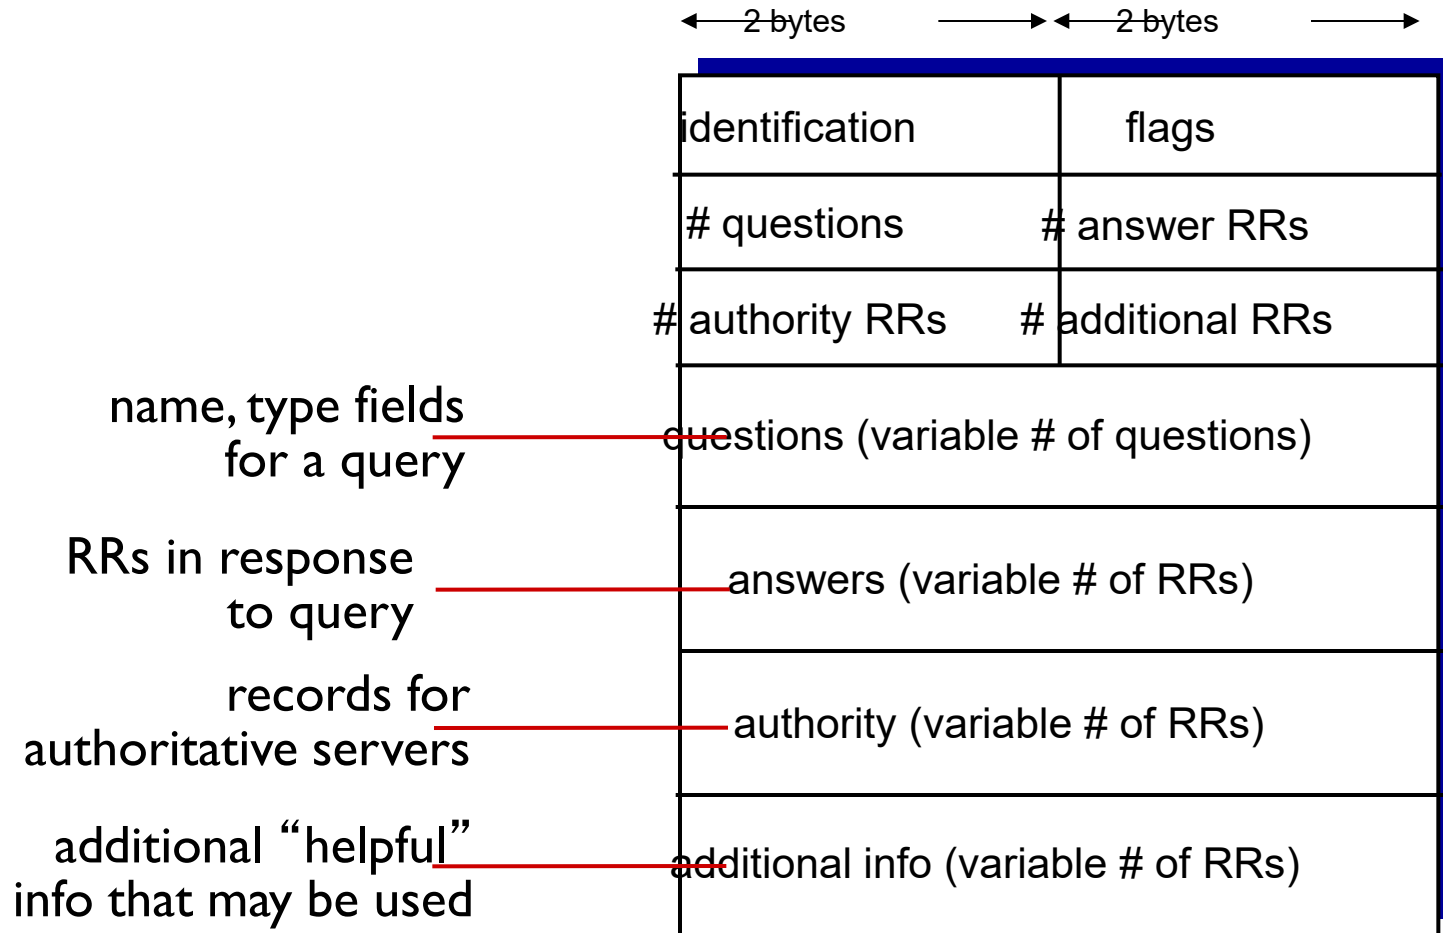 2 bytes 2 bytes
identification flags
# questions # answer RRs
# authority RRs # additional RRs
name, type fields
for a query
questions (variable # of questions)
RRs in response
to query
answers (variable # of RRs)
records for
authoritative servers
authority (variable # of RRs)
additional “helpful”
info that may be used
additional info (variable # of RRs)